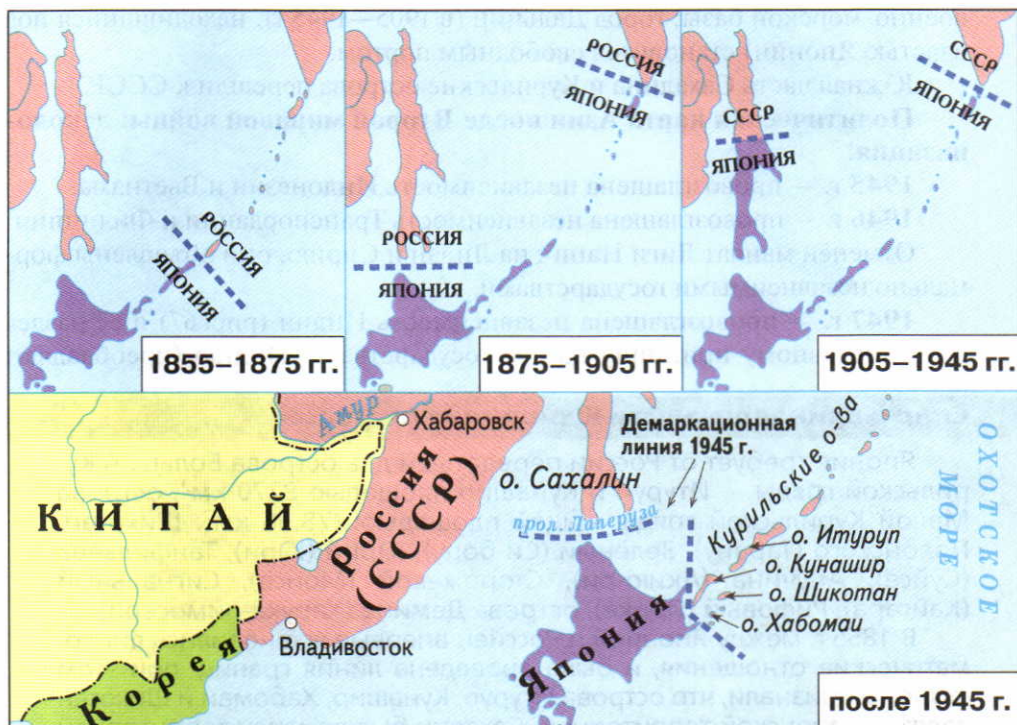 РОССИЯ
ЯПОНИЯ
1855–1875 гг.
РОССИЯ
ЯПОНИЯ
РОССИЯ
ЯПОНИЯ
1875–1905 гг.
СССР
ЯПОНИЯ
СССР
ЯПОНИЯ
1905–1945 гг.
Амур
Хабаровск
КИТАЙ
Россия
(СССР)
Владивосток
Корея
о. Сахалин
прол. Лаперуза
Демаркационная
линия 1945 г.
Курильские о-ва
ОХОТСКОЕ
МОРЕ
о. Итуруп
о. Кунашир
о. Шикотан
о. Хабомаи
Япония
после 1945 г.